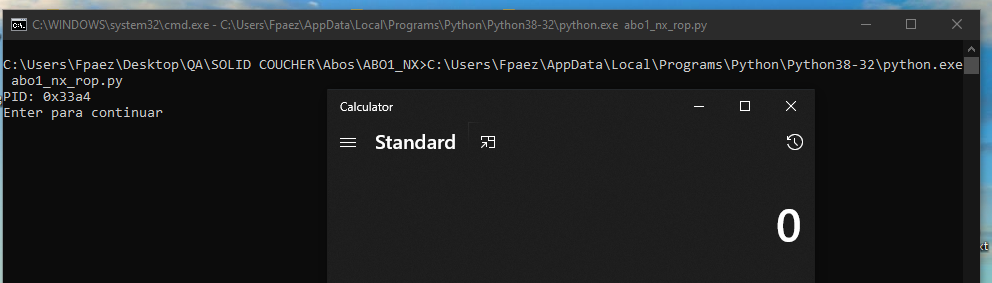 C:\WINDOWS\system32\cmd.exe - C:\Users\Fpaez\AppData\Local\Programs\Python\Python38-32\python.exe abo1_nx_rop.py
C:\Users\Fpaez\Desktop\QA\SOLID COUCHER\Abos\ABO1_NX>C:\Users\Fpaez\AppData\Local\Programs\Python\Python38-32\python.exe
abo1_nx_rop.py
PID: 0x33a4
Enter para continuar
Calculator
Standard
0